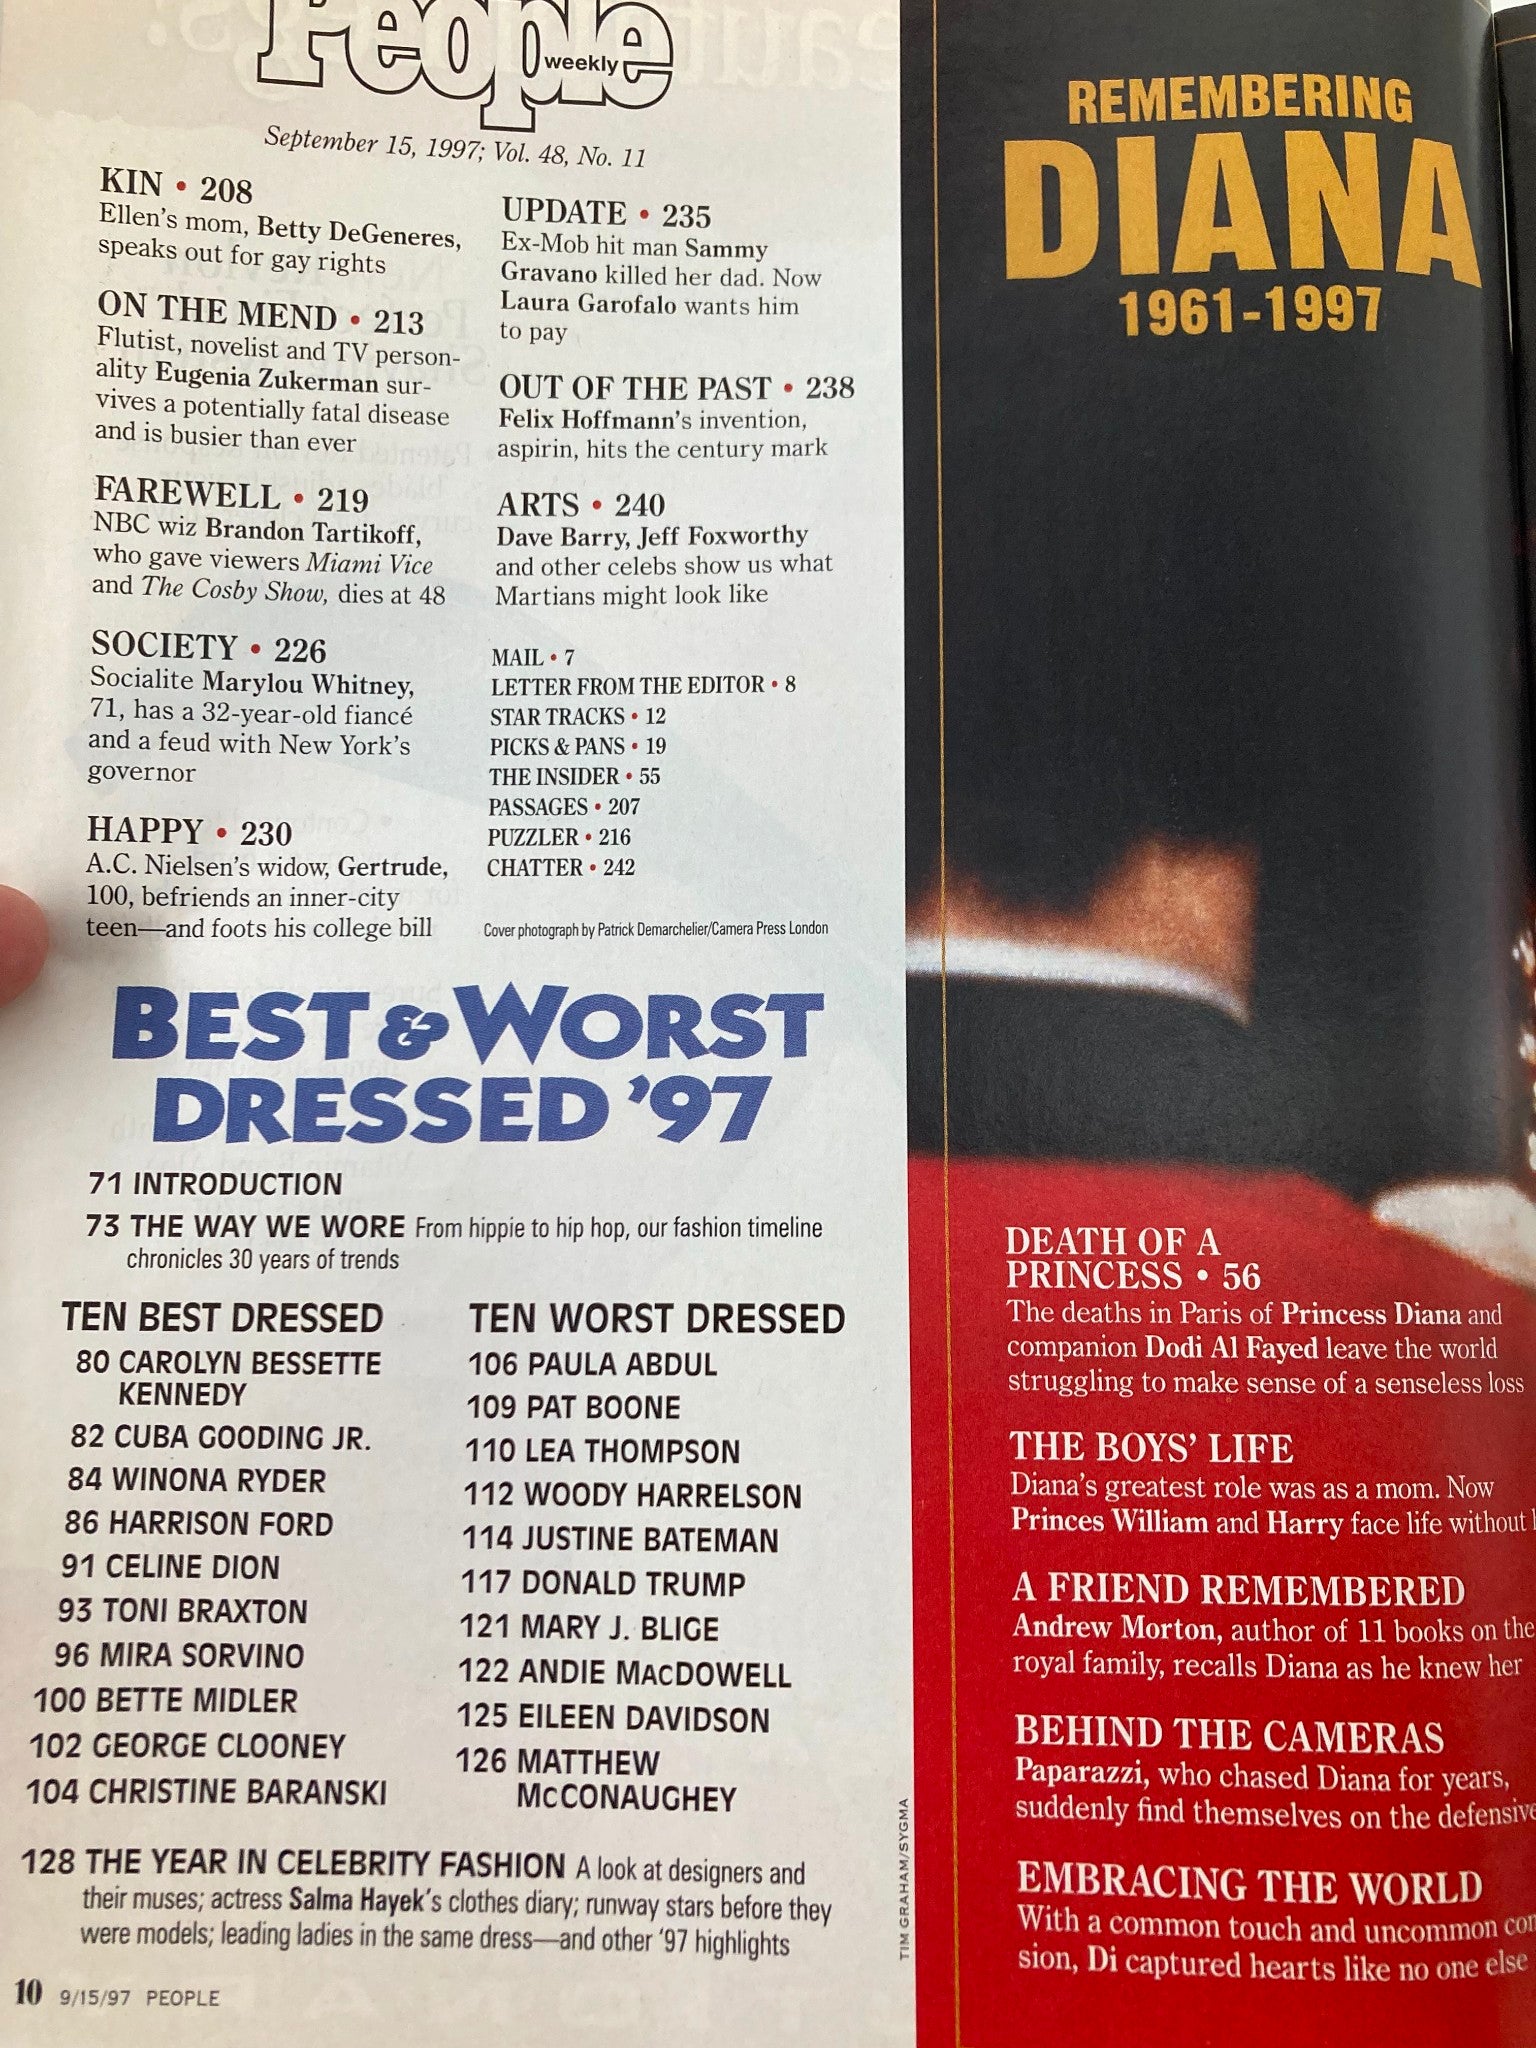 People
weekly
September 15, 1997; Vol. 48, No. 11
KIN • 208
Ellen's mom, Betty DeGeneres,
speaks out for gay rights
ON THE MEND • 213
Flutist, novelist and TV person-
ality Eugenia Zukerman sur-
vives a potentially fatal disease
and is busier than ever
FAREWELL • 219
NBC wiz Brandon Tartikoff,
who gave viewers Miami Vice
and The Cosby Show, dies at 48
SOCIETY • 226
Socialite Marylou Whitney,
71, has a 32-year-old fiancé
and a feud with New York's
governor
HAPPY • 230
A.C. Nielsen's widow, Gertrude,
100, befriends an inner-city
teen—and foots his college bill
UPDATE • 235
Ex-Mob hit man Sammy
Gravano killed her dad. Now
Laura Garofalo wants him
to pay
OUT OF THE PAST • 238
Felix Hoffmann's invention,
aspirin, hits the century mark
ARTS • 240
Dave Barry, Jeff Foxworthy
and other celebs show us what
Martians might look like
MAIL • 7
LETTER FROM THE EDITOR • 8
STAR TRACKS • 12
PICKS & PANS • 19
THE INSIDER • 55
PASSAGES • 207
PUZZLER • 216
CHATTER • 242
Cover photograph by Patrick Demarchelier/Camera Press London
BEST & WORST
DRESSED '97
71 INTRODUCTION
73 THE WAY WE WORE From hippie to hip hop, our fashion timeline
chronicles 30 years of trends
TEN BEST DRESSED
80 CAROLYN BESSETTE
KENNEDY
82 CUBA GOODING JR.
84 WINONA RYDER
86 HARRISON FORD
91 CELINE DION
93 TONI BRAXTON
96 MIRA SORVINO
100 BETTE MIDLER
102 GEORGE CLOONEY
104 CHRISTINE BARANSKI
TEN WORST DRESSED
106 PAULA ABDUL
109 PAT BOONE
110 LEA THOMPSON
112 WOODY HARRELSON
114 JUSTINE BATEMAN
117 DONALD TRUMP
121 MARY J. BLIGE
122 ANDIE MACDOWELL
125 EILEEN DAVIDSON
126 MATTHEW
MCCONAUGHEY
128 THE YEAR IN CELEBRITY FASHION A look at designers and
their muses; actress Salma Hayek's clothes diary; runway stars before they
were models; leading ladies in the same dress—and other '97 highlights
10 9/15/97 PEOPLE
TIM GRAHAM/SYGMA
REMEMBERING
DIANA
1961-1997
DEATH OF A
PRINCESS • 56
The deaths in Paris of Princess Diana and
companion Dodi Al Fayed leave the world
struggling to make sense of a senseless loss
THE BOYS' LIFE
Diana's greatest role was as a mom. Now
Princes William and Harry face life without
A FRIEND REMEMBERED
Andrew Morton, author of 11 books on the
royal family, recalls Diana as he knew her
BEHIND THE CAMERAS
Paparazzi, who chased Diana for years,
suddenly find themselves on the defensive
EMBRACING THE WORLD
With a common touch and uncommon
sion, Di captured hearts like no one else